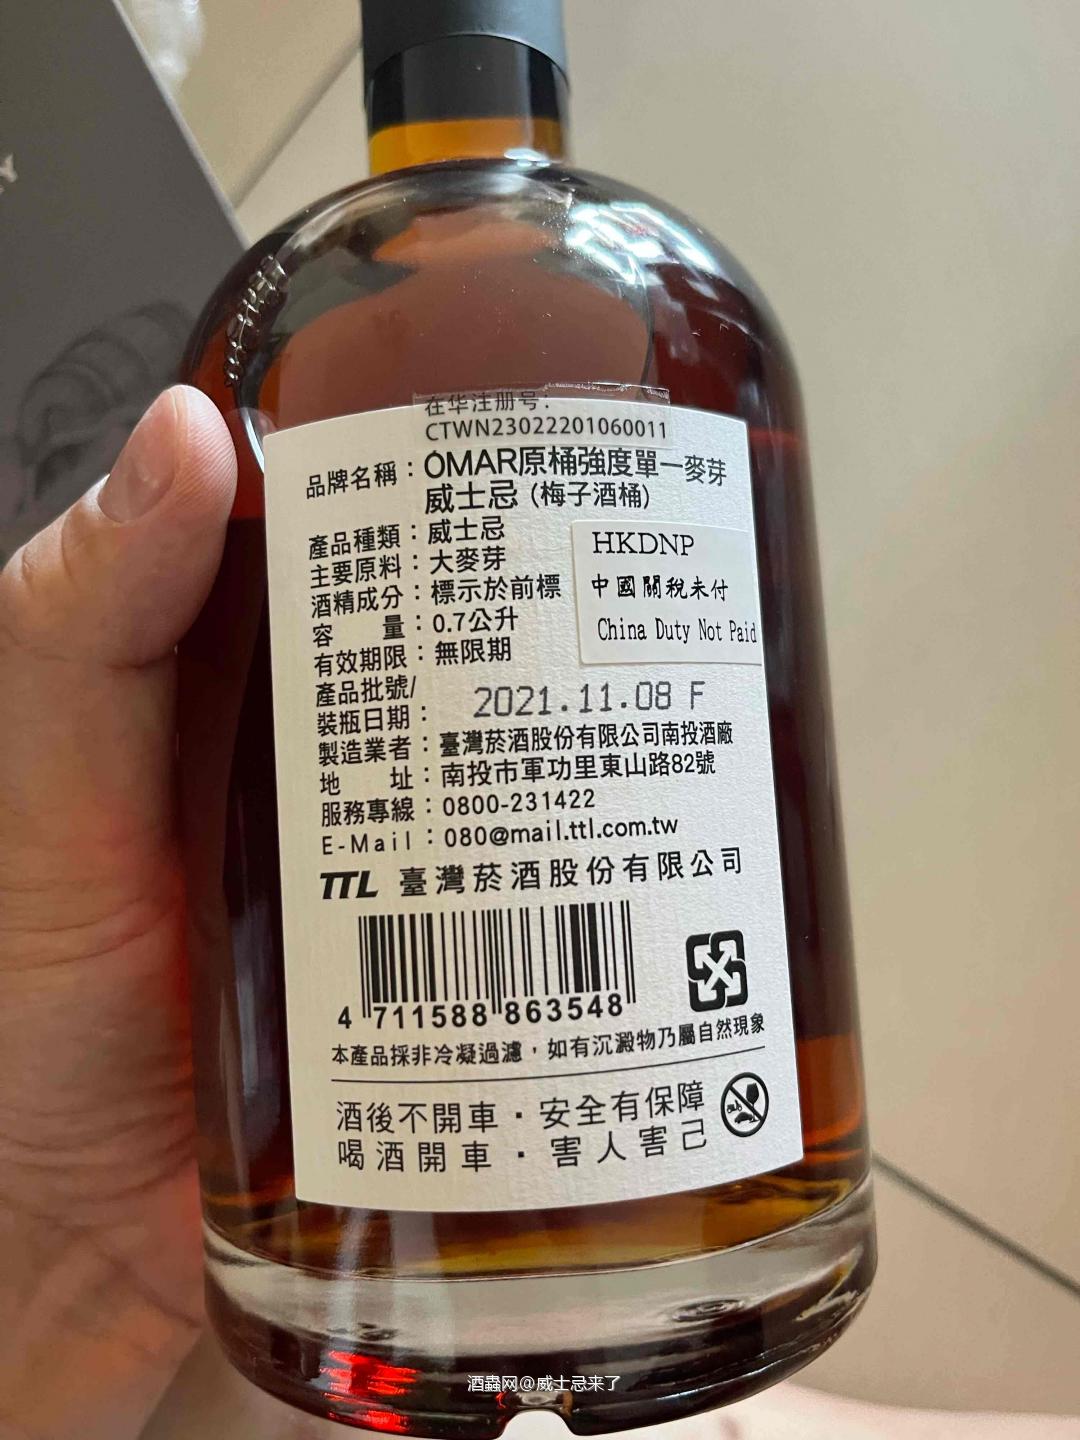 在华注册号：
CTWN23022201060011
品牌名稱：OMAR原桶強度單一麥芽
威士忌（梅子酒桶）
產品種類：威士忌
主要原料：大麥芽
酒精成分：標示於前標
容　　量：0.7公升
有效期限：無限期
產品批號/
裝瓶日期：2021.11.08 F
HKDNP
中國關稅未付
China Duty Not Paid
製造業者：臺灣菸酒股份有限公司南投酒廠
地　　址：南投市軍功里東山路82號
服務專線：0800-231422
E-Mail：080@mail.ttl.com.tw
TTL 臺灣菸酒股份有限公司
4 711588 863548
本產品採非冷凝過濾，如有沉澱物乃屬自然現象
酒後不開車·安全有保障
喝酒開車·害人害己
酒蟲网@威士忌来了